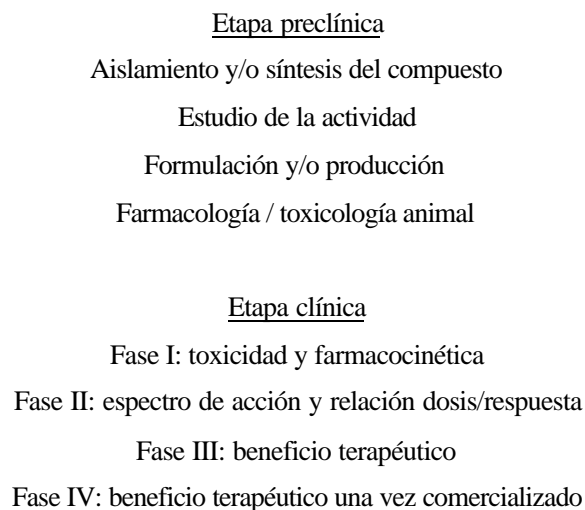 Etapa preclínica
Aislamiento y/o síntesis del compuesto
Estudio de la actividad
Formulación y/o producción
Farmacología / toxicología animal
Etapa clínica
Fase I: toxicidad y farmacocinética
Fase II: espectro de acción y relación dosis/respuesta
Fase III: beneficio terapéutico
Fase IV: beneficio terapéutico una vez comercializado